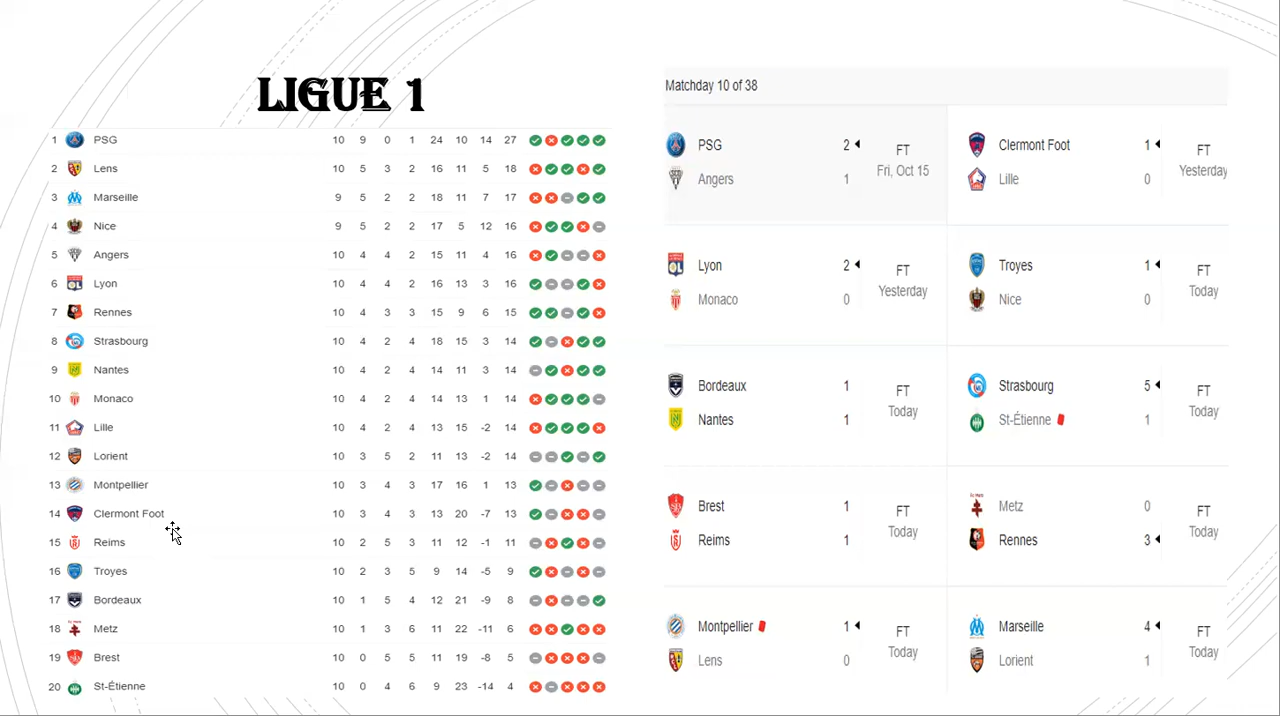 LIGUE 1
1 PSG 10 9 0 1 24 10 14 27
2 Lens 10 5 3 2 16 11 5 18
3 Marseille 9 5 2 2 18 11 7 17
4 Nice 9 5 2 2 17 5 12 16
5 Angers 10 4 4 2 15 11 4 16
6 Lyon 10 4 4 2 16 13 3 16
7 Rennes 10 4 3 3 15 9 6 15
8 Strasbourg 10 4 2 4 18 15 3 14
9 Nantes 10 4 2 4 14 11 3 14
10 Monaco 10 4 2 4 14 13 1 14
11 Lille 10 4 2 4 13 15 -2 14
12 Lorient 10 3 5 2 11 13 -2 14
13 Montpellier 10 3 4 3 17 16 1 13
14 Clermont Foot 10 3 4 3 13 20 -7 13
15 Reims 10 2 5 3 11 12 -1 11
16 Troyes 10 2 3 5 9 14 -5 9
17 Bordeaux 10 1 5 4 12 21 -9 8
18 Metz 10 1 3 6 11 22 -11 6
19 Brest 10 0 5 5 11 19 -8 5
20 St-Étienne 10 0 4 6 9 23 -14 4
Matchday 10 of 38
PSG 2
Angers 1
FT
Fri, Oct 15
Clermont Foot 1
Lille 0
FT
Yesterday
Lyon 2
Monaco 0
FT
Yesterday
Troyes 1
Nice 0
FT
Today
Bordeaux 1
Nantes 1
FT
Today
Strasbourg 5
St-Étienne 1
FT
Today
Brest 1
Reims 1
FT
Today
Metz 0
Rennes 3
FT
Today
Montpellier 1
Lens 0
FT
Today
Marseille 4
Lorient 1
FT
Today